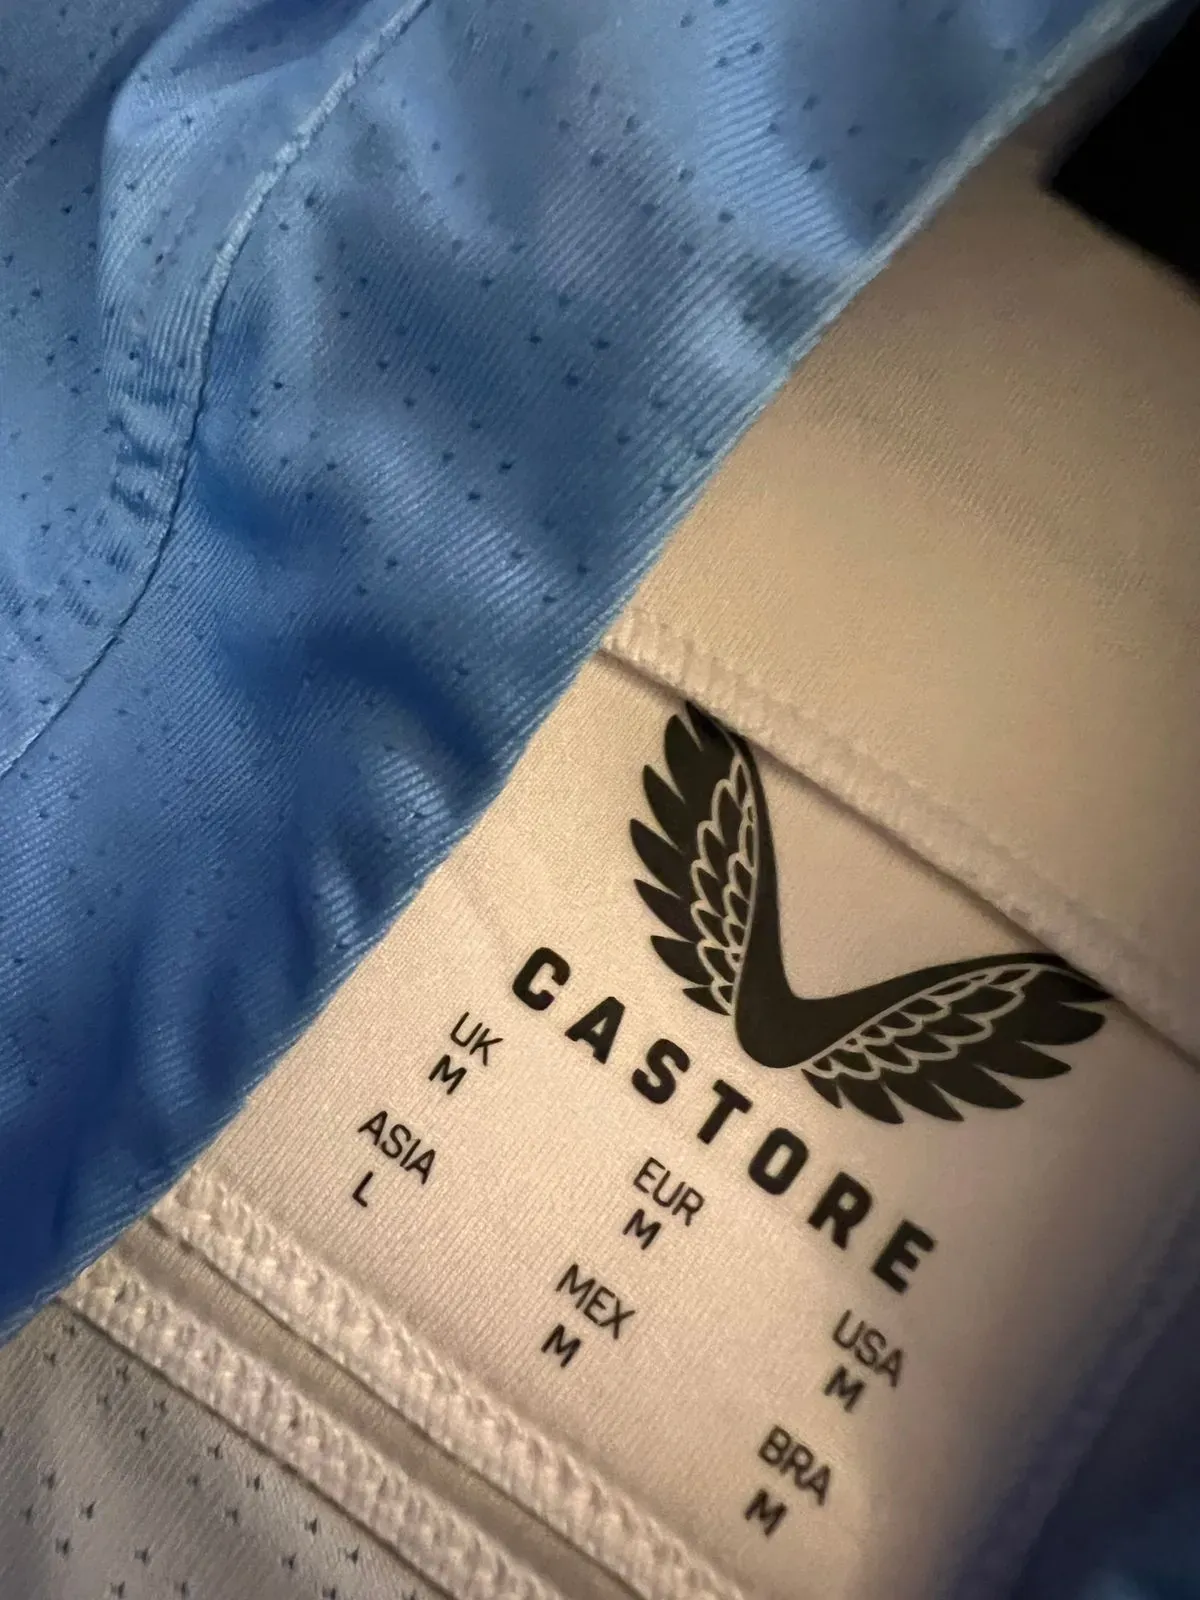 CASTORE
UK EUR USA
M M M
ASIA MEX BRA
L M M